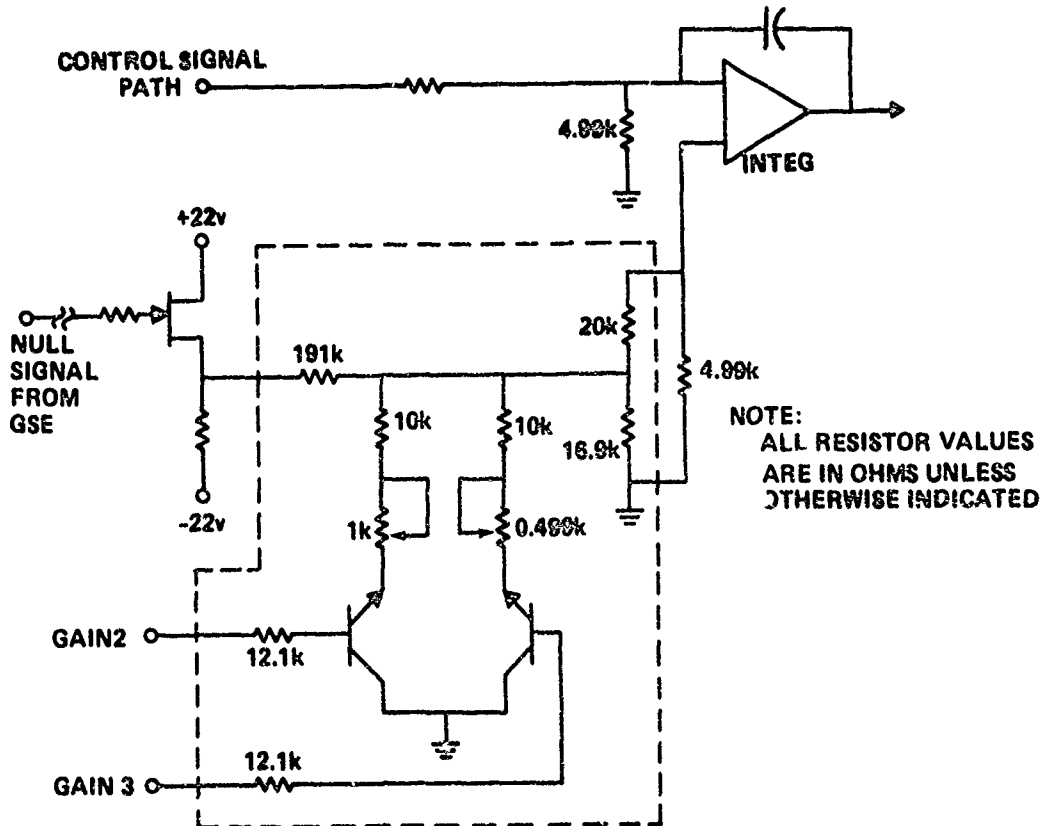 CONTROL SIGNAL
PATH
4.99k
INTEG
+22v
NULL
SIGNAL
FROM
GSE
-22v
191k
10k
10k
20k
16.9k
4.99k
1k
0.499k
NOTE:
ALL RESISTOR VALUES
ARE IN OHMS UNLESS
OTHERWISE INDICATED
GAIN2
12.1k
GAIN 3
12.1k